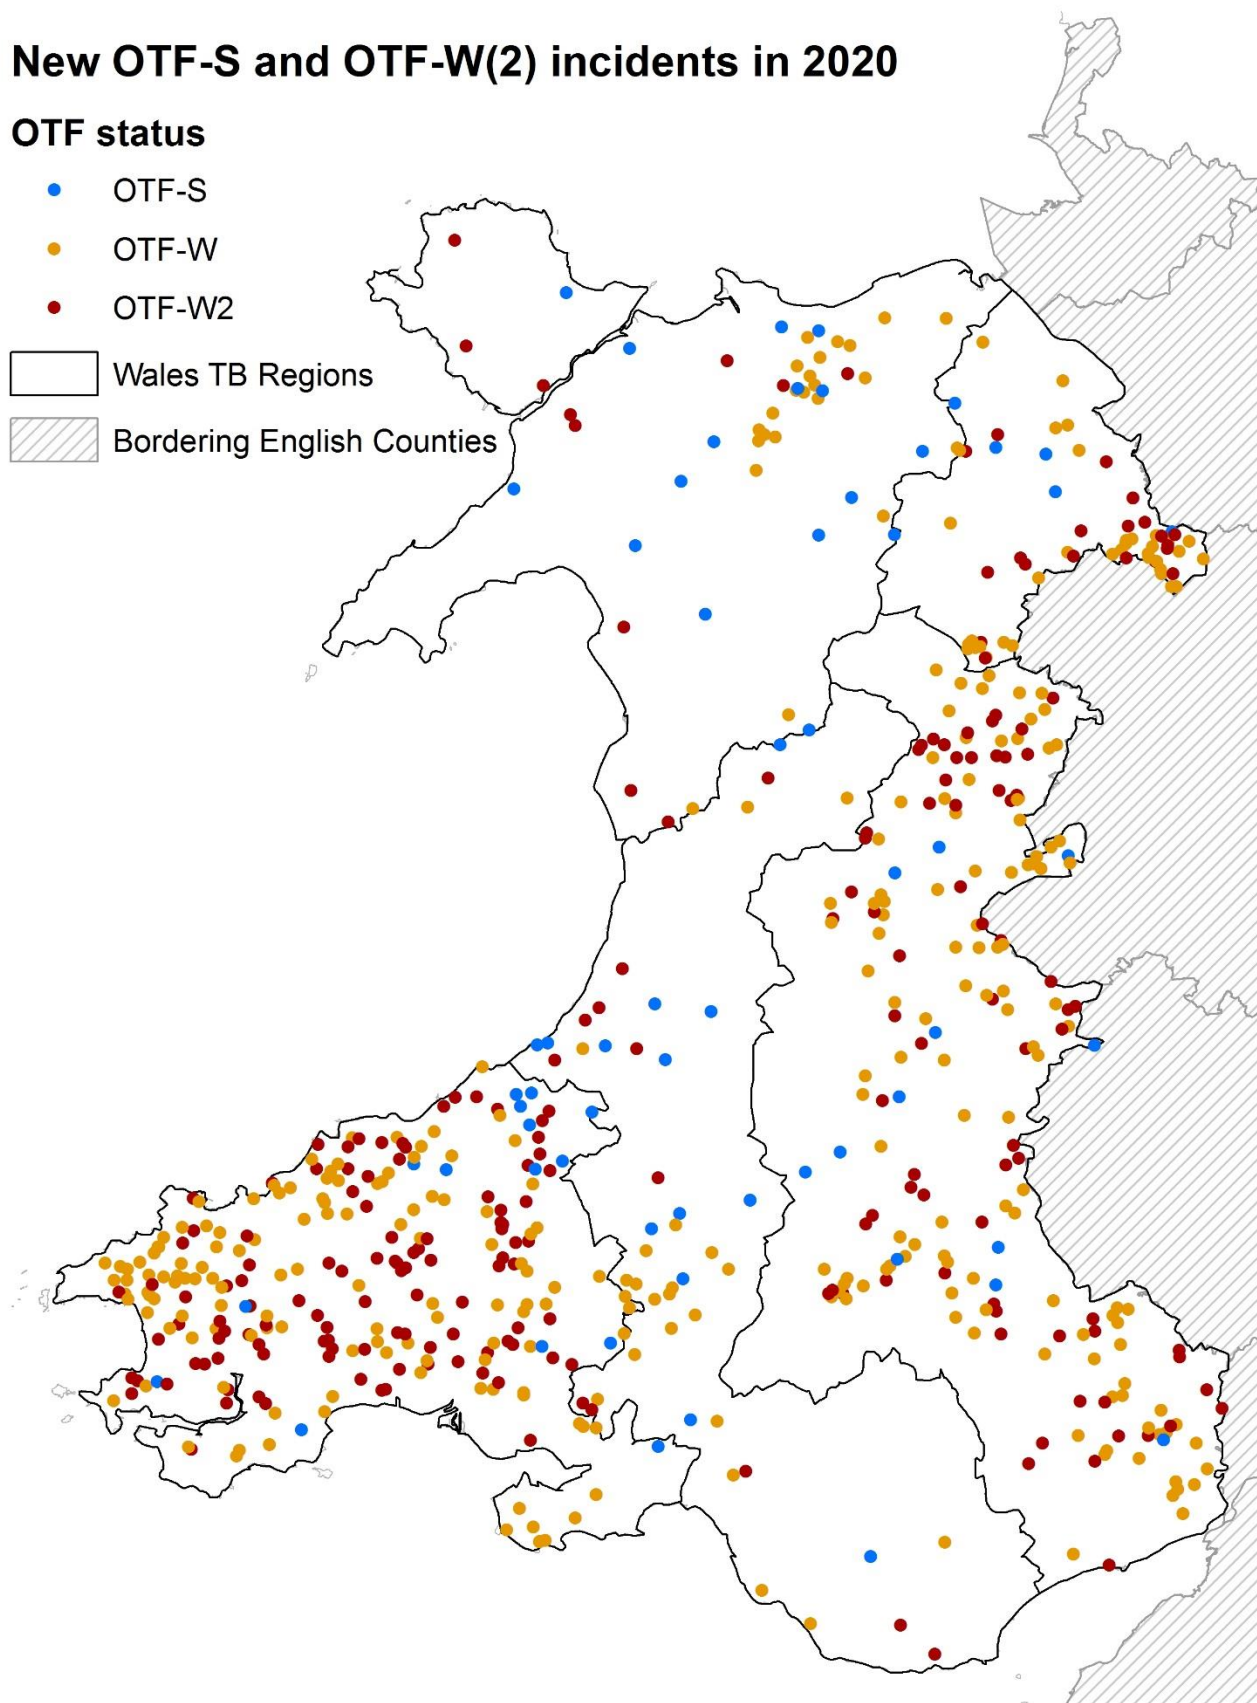 New OTF-S and OTF-W(2) incidents in 2020
OTF status
OTF-S
OTF-W
OTF-W2
Wales TB Regions
Bordering English Counties